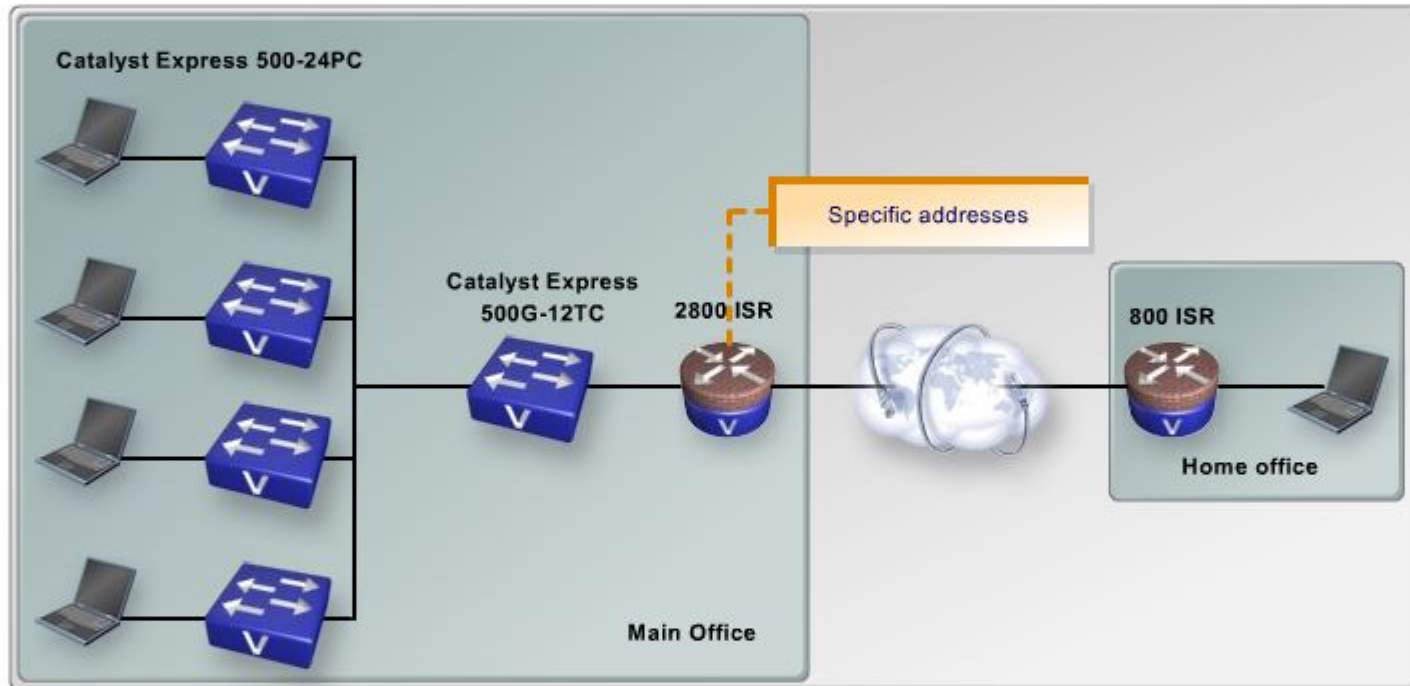 Catalyst Express 500-24PC
V
V
V
V
Catalyst Express
500G-12TC
V
2800 ISR
V
Specific addresses
Main Office
800 ISR
V
Home office